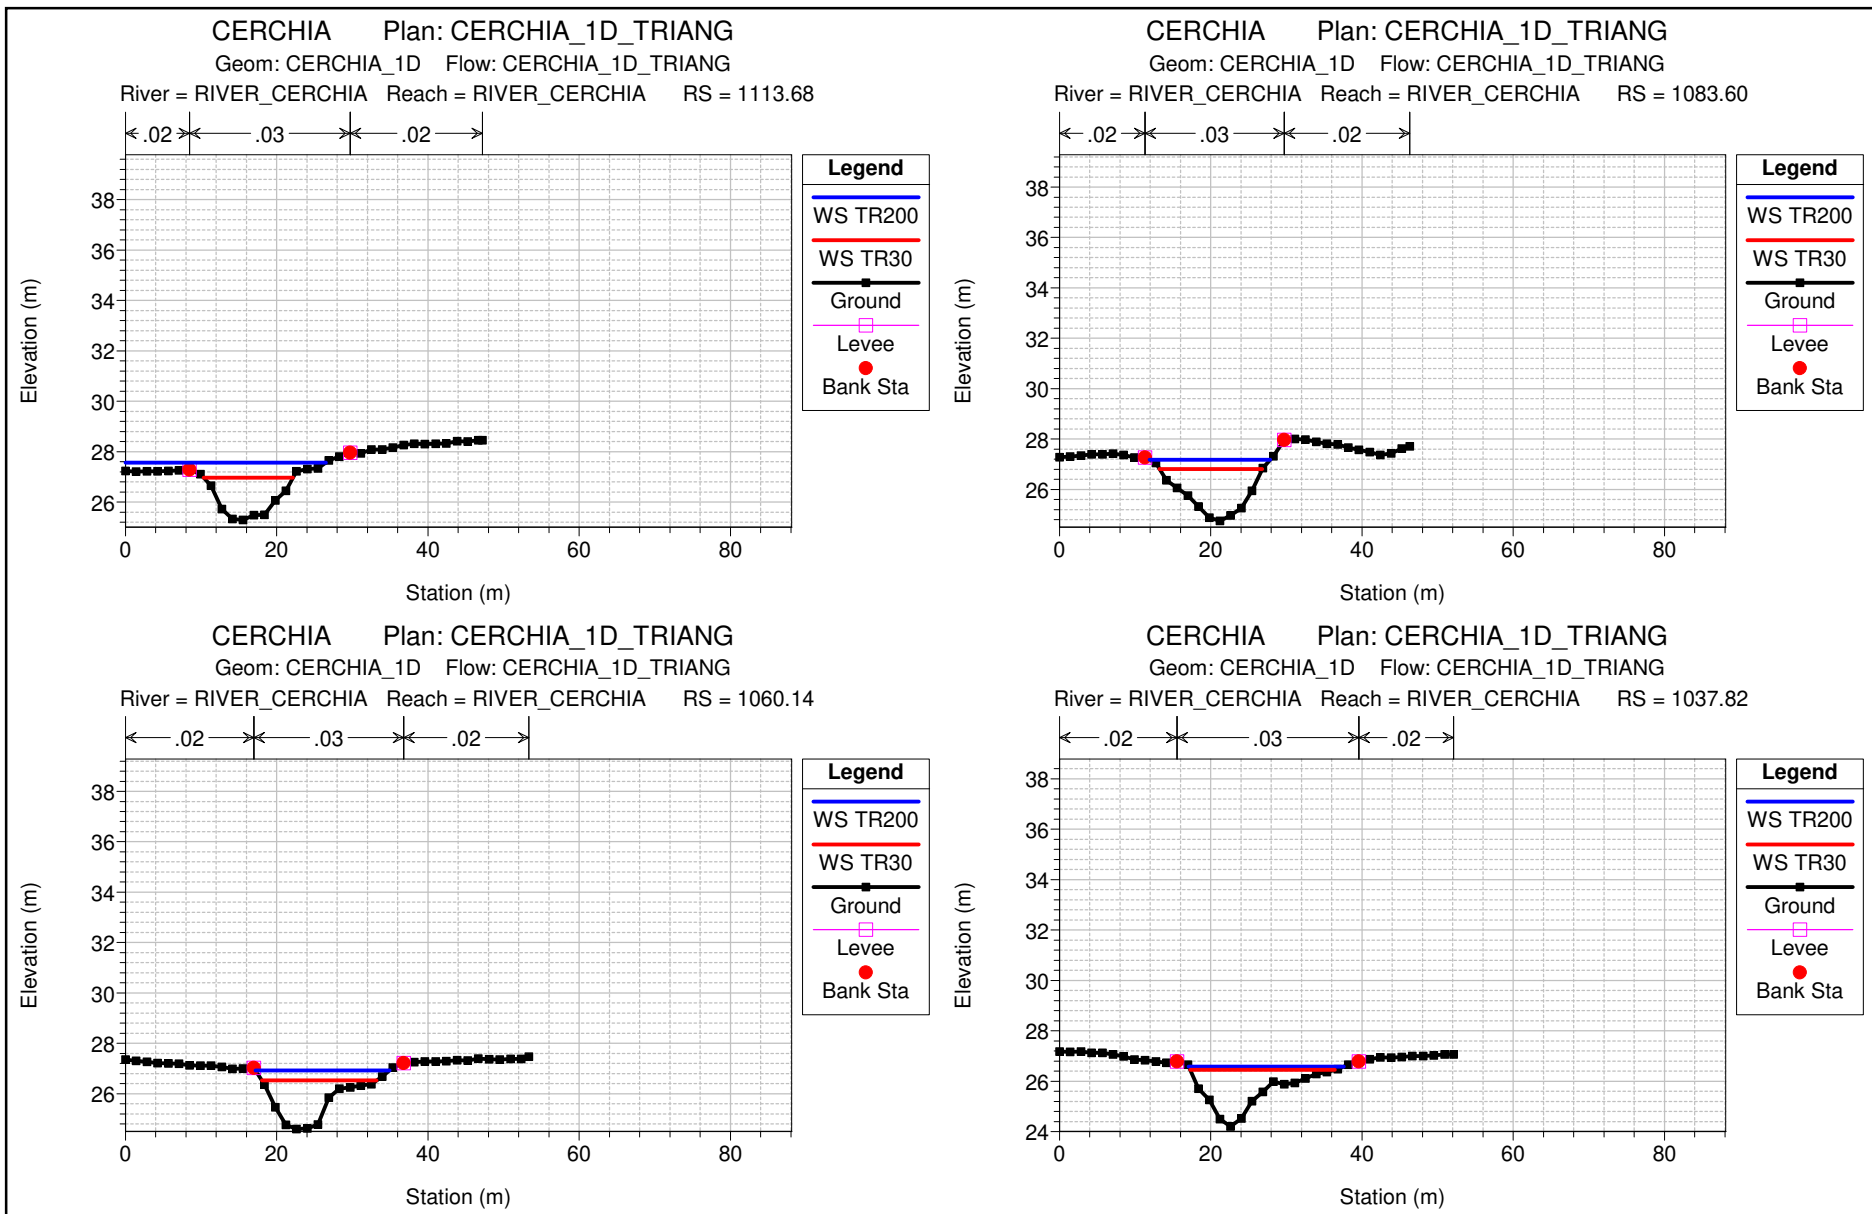 CERCHIA Plan: CERCHIA_1D_TRIANG
Geom: CERCHIA_1D Flow: CERCHIA_1D_TRIANG
River = RIVER_CERCHIA Reach = RIVER_CERCHIA RS = 1113.68
.02 .03 .02
38
36
34
32
30
28
26
Elevation (m)
0 20 40 60 80
Station (m)
Legend
WS TR200
WS TR30
Ground
Levee
Bank Sta
CERCHIA Plan: CERCHIA_1D_TRIANG
Geom: CERCHIA_1D Flow: CERCHIA_1D_TRIANG
River = RIVER_CERCHIA Reach = RIVER_CERCHIA RS = 1083.60
.02 .03 .02
38
36
34
32
30
28
26
Elevation (m)
0 20 40 60 80
Station (m)
Legend
WS TR200
WS TR30
Ground
Levee
Bank Sta
CERCHIA Plan: CERCHIA_1D_TRIANG
Geom: CERCHIA_1D Flow: CERCHIA_1D_TRIANG
River = RIVER_CERCHIA Reach = RIVER_CERCHIA RS = 1060.14
.02 .03 .02
38
36
34
32
30
28
26
Elevation (m)
0 20 40 60 80
Station (m)
Legend
WS TR200
WS TR30
Ground
Levee
Bank Sta
CERCHIA Plan: CERCHIA_1D_TRIANG
Geom: CERCHIA_1D Flow: CERCHIA_1D_TRIANG
River = RIVER_CERCHIA Reach = RIVER_CERCHIA RS = 1037.82
.02 .03 .02
38
36
34
32
30
28
26
24
Elevation (m)
0 20 40 60 80
Station (m)
Legend
WS TR200
WS TR30
Ground
Levee
Bank Sta